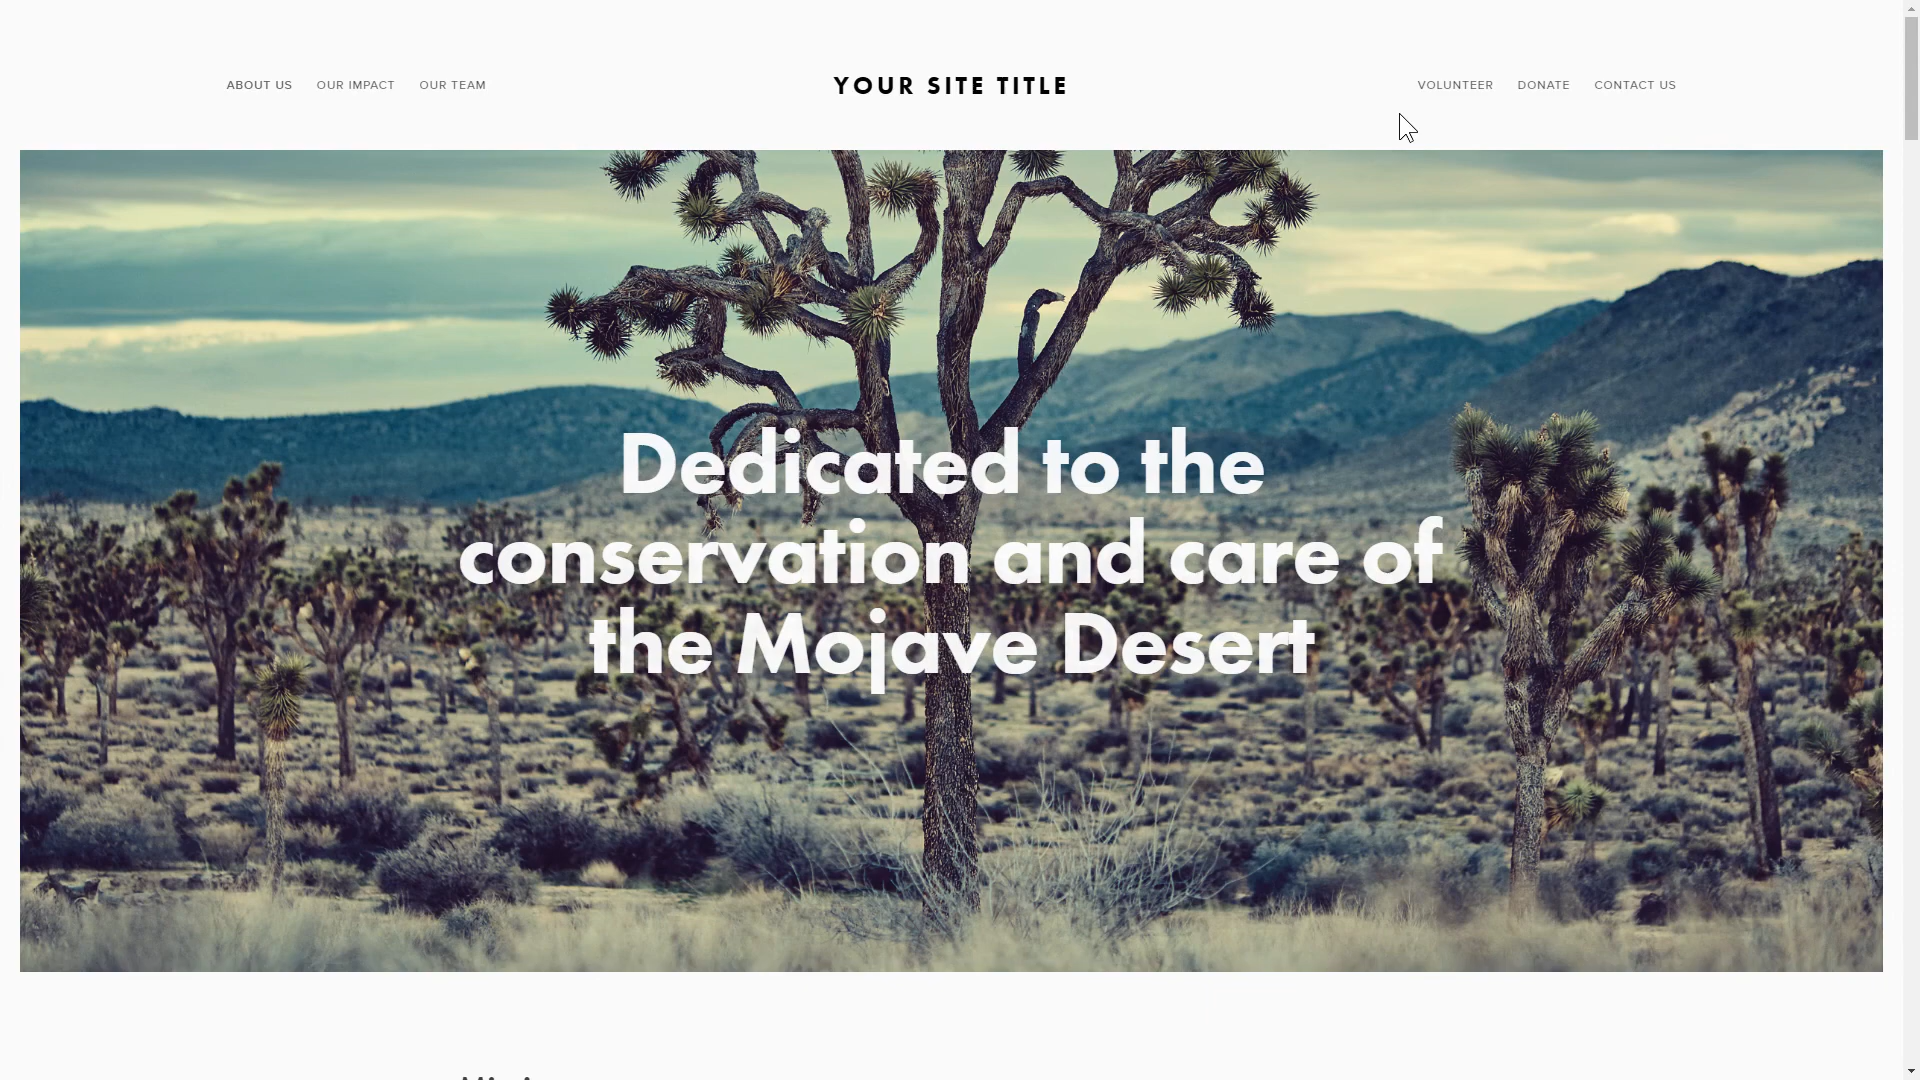 ABOUT US OUR IMPACT OUR TEAM YOUR SITE TITLE VOLUNTEER DONATE CONTACT US
Dedicated to the
conservation and care of
the Mojave Desert